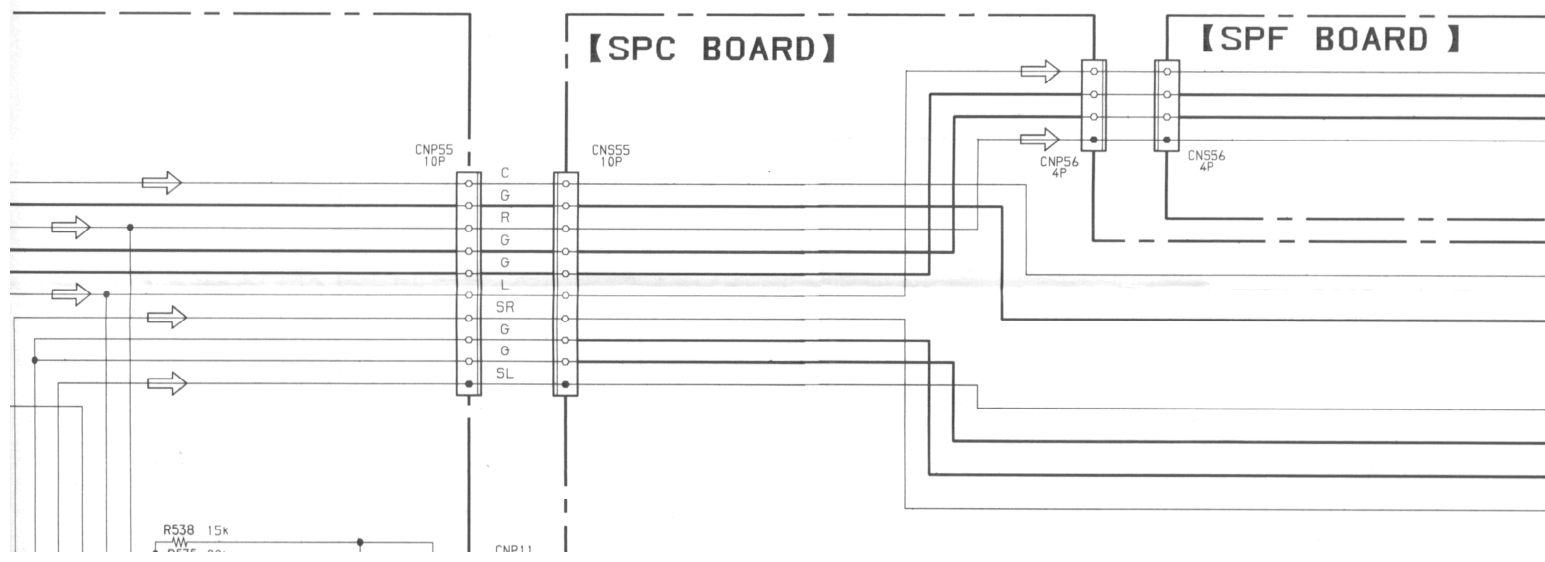 【SPC BOARD】
【SPF BOARD 】
CNP55
10P
CNS55
10P
CNP56
4P
CNS56
4P
C
G
R
G
G
L
SR
G
G
SL
R538 15k
CNP11